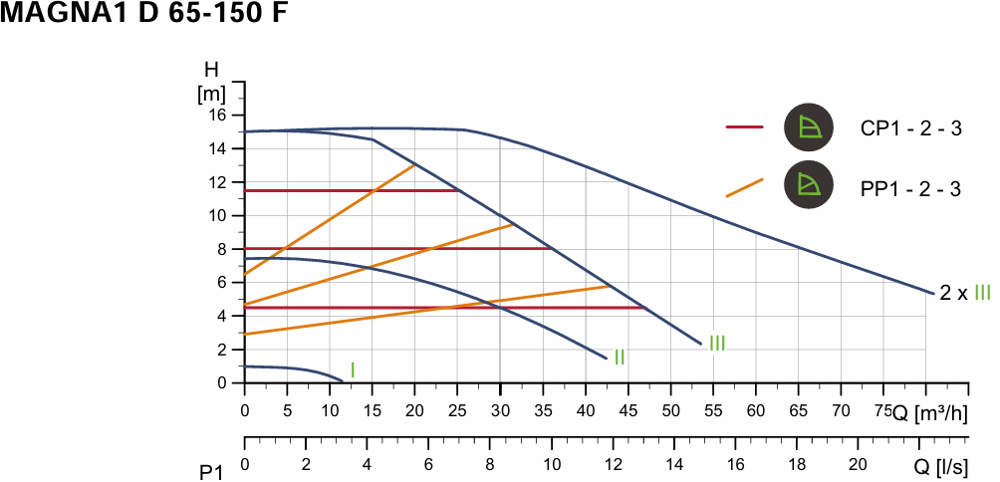 MAGNA1 D 65-150 F
H
[m]
16
14
12
10
8
6
4
2
0
CP1 - 2 - 3
PP1 - 2 - 3
2 x III
III
II
I
0 5 10 15 20 25 30 35 40 45 50 55 60 65 70 75 Q [m³/h]
0 2 4 6 8 10 12 14 16 18 20 Q [l/s]
P1